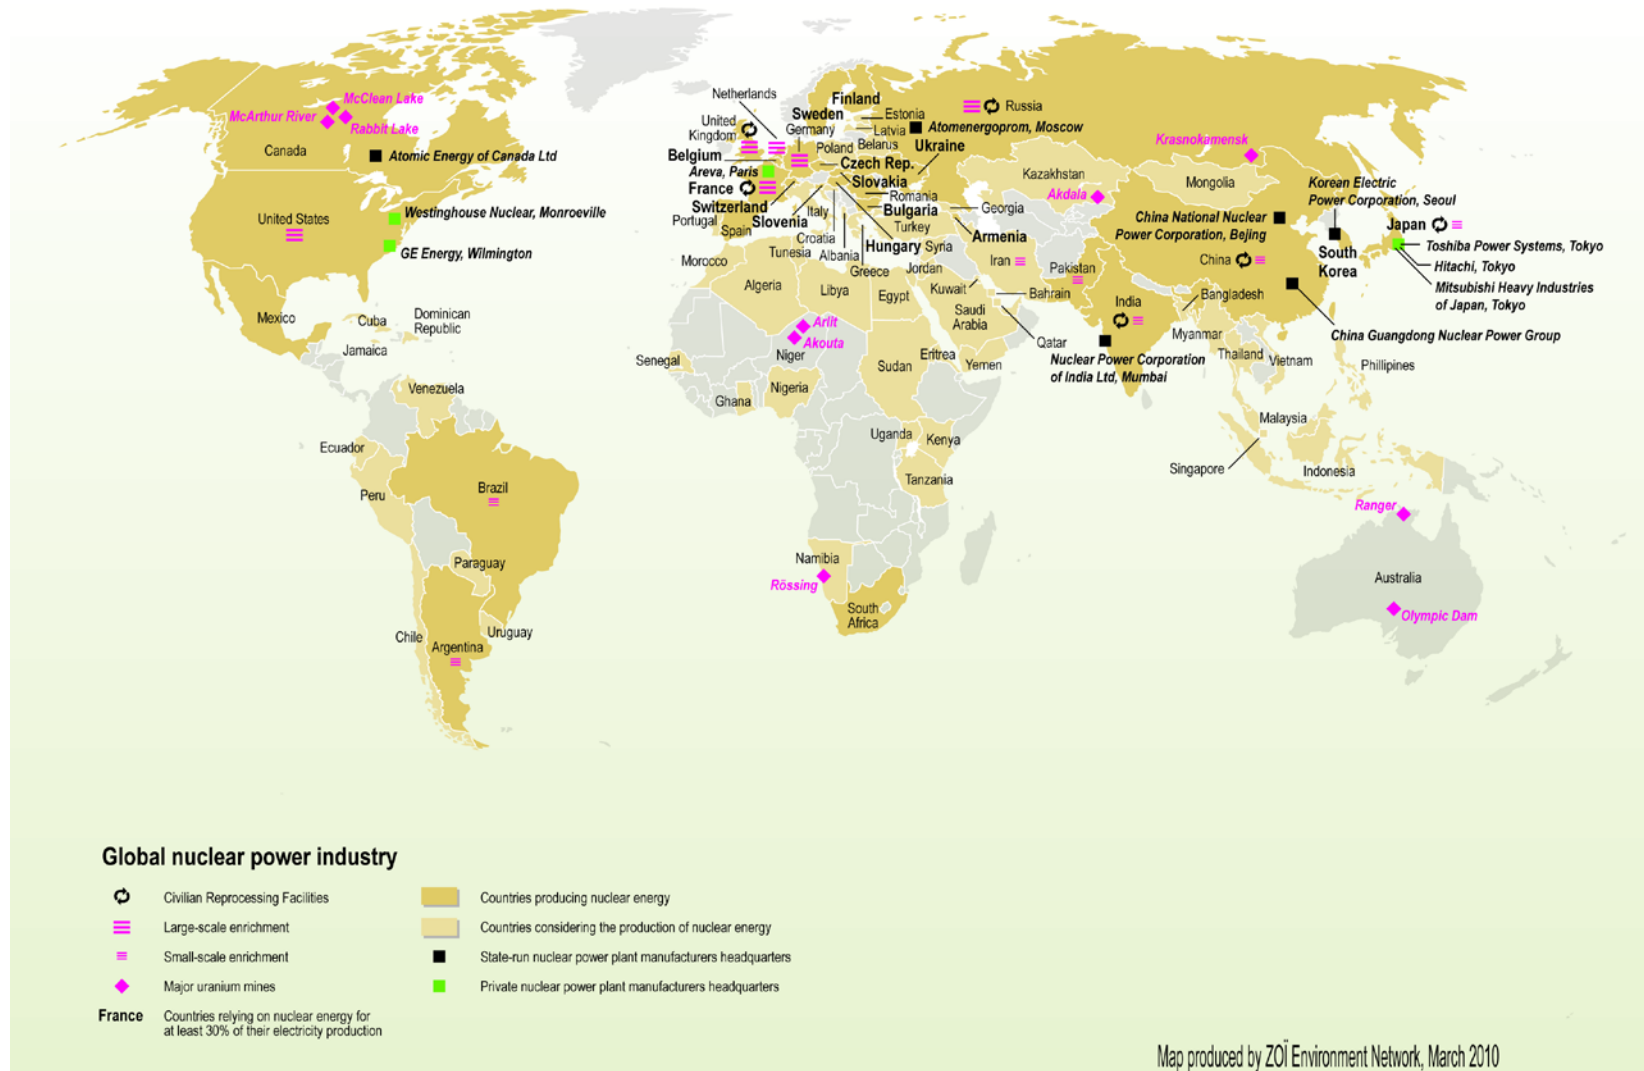 McClean Lake
McArthur River
Rabbit Lake
Canada
Atomic Energy of Canada Ltd
United States
Westinghouse Nuclear, Monroeville
GE Energy, Wilmington
Mexico
Cuba
Dominican
Republic
Jamaica
Venezuela
Ecuador
Peru
Brazil
Paraguay
Chile
Uruguay
Argentina
Netherlands
United
Kingdom
Finland
Sweden
Germany
Estonia
Latvia
Russia
Atomenergoprom, Moscow
Belgium
Poland
Belarus
Ukraine
Areva, Paris
Czech Rep.
France
Slovakia
Romania
Switzerland
Bulgaria
Portugal
Spain
Slovenia
Italy
Turkey
Georgia
Croatia
Albania
Greece
Hungary
Armenia
Syria
Morocco
Tunesia
Jordan
Iran
Algeria
Libya
Egypt
Kuwait
Bahrain
Saudi
Arabia
Qatar
Arlit
Akouta
Niger
Senegal
Sudan
Eritrea
Yemen
Ghana
Nigeria
Uganda
Kenya
Tanzania
Namibia
Rössing
South
Africa
Krasnokamensk
Kazakhstan
Akdala
Mongolia
Korean Electric
Power Corporation, Seoul
China National Nuclear
Power Corporation, Bejing
Japan
South
Korea
Toshiba Power Systems, Tokyo
Hitachi, Tokyo
Mitsubishi Heavy Industries
of Japan, Tokyo
China
Pakistan
India
Bangladesh
China Guangdong Nuclear Power Group
Nuclear Power Corporation
of India Ltd, Mumbai
Myanmar
Thailand
Vietnam
Phillipines
Malaysia
Singapore
Indonesia
Ranger
Australia
Olympic Dam
Global nuclear power industry
Civilian Reprocessing Facilities
Large-scale enrichment
Small-scale enrichment
Major uranium mines
France
Countries relying on nuclear energy for
at least 30% of their electricity production
Countries producing nuclear energy
Countries considering the production of nuclear energy
State-run nuclear power plant manufacturers headquarters
Private nuclear power plant manufacturers headquarters
Map produced by ZOÏ Environment Network, March 2010